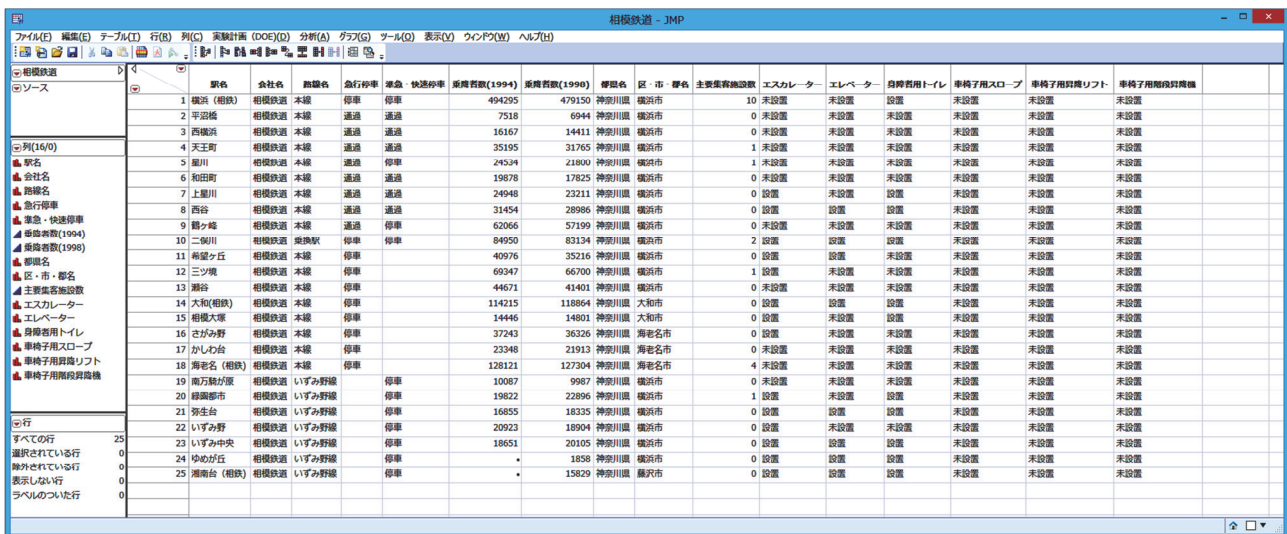 相模鉄道 - JMP
ファイル(F) 編集(E) テーブル(T) 行(R) 列(C) 実験計画 (DOE)(D) 分析(A) グラフ(G) ツール(O) 表示(V) ウィンドウ(W) ヘルプ(H)
相模鉄道
ソース
列(16/0)
駅名
会社名
路線名
急行停車
準急・快速停車
乗降者数(1994)
乗降者数(1998)
都県名
区・市・郡名
主要集客施設数
エスカレーター
エレベーター
身障者用トイレ
車椅子用スロープ
車椅子用昇降リフト
車椅子用階段昇降機
行
すべての行 25
選択されている行 0
除外されている行 0
表示しない行 0
ラベルのついた行 0
駅名 会社名 路線名 急行停車 準急・快速停車 乗降者数(1994) 乗降者数(1998) 都県名 区・市・郡名 主要集客施設数 エスカレーター エレベーター 身障者用トイレ 車椅子用スロープ 車椅子用昇降リフト 車椅子用階段昇降機
1 横浜（相鉄） 相模鉄道 本線 停車 停車 494295 479150 神奈川県 横浜市 10 未設置 未設置 設置 未設置 未設置 未設置
2 平沼橋 相模鉄道 本線 通過 通過 7518 6944 神奈川県 横浜市 0 未設置 未設置 未設置 未設置 未設置 未設置
3 西横浜 相模鉄道 本線 通過 通過 16167 14411 神奈川県 横浜市 0 未設置 未設置 未設置 未設置 未設置 未設置
4 天王町 相模鉄道 本線 通過 通過 35195 31765 神奈川県 横浜市 1 未設置 未設置 未設置 未設置 未設置 未設置
5 星川 相模鉄道 本線 通過 停車 24534 21800 神奈川県 横浜市 1 未設置 未設置 未設置 未設置 未設置 未設置
6 和田町 相模鉄道 本線 通過 通過 19878 17825 神奈川県 横浜市 0 未設置 未設置 未設置 未設置 未設置 未設置
7 上星川 相模鉄道 本線 通過 通過 24948 23211 神奈川県 横浜市 0 設置 未設置 設置 未設置 未設置 未設置
8 西谷 相模鉄道 本線 通過 通過 31454 28986 神奈川県 横浜市 0 設置 設置 設置 未設置 未設置 未設置
9 鶴ヶ峰 相模鉄道 本線 通過 停車 62066 57199 神奈川県 横浜市 0 未設置 未設置 未設置 未設置 未設置 未設置
10 二俣川 相模鉄道 乗換駅 停車 停車 84950 83134 神奈川県 横浜市 2 設置 設置 設置 未設置 未設置 未設置
11 希望ヶ丘 相模鉄道 本線 停車 40976 35216 神奈川県 横浜市 0 設置 設置 未設置 未設置 未設置 未設置
12 三ツ境 相模鉄道 本線 停車 69347 66700 神奈川県 横浜市 1 設置 未設置 未設置 未設置 未設置 未設置
13 瀬谷 相模鉄道 本線 停車 44671 41401 神奈川県 横浜市 0 未設置 未設置 未設置 未設置 未設置 未設置
14 大和(相鉄) 相模鉄道 本線 停車 114215 118864 神奈川県 大和市 0 設置 設置 設置 未設置 未設置 未設置
15 相模大塚 相模鉄道 本線 停車 14446 14801 神奈川県 大和市 0 設置 未設置 設置 未設置 未設置 未設置
16 さがみ野 相模鉄道 本線 停車 37243 36326 神奈川県 海老名市 0 設置 未設置 未設置 未設置 未設置 未設置
17 かしわ台 相模鉄道 本線 停車 23348 21913 神奈川県 海老名市 0 未設置 未設置 未設置 未設置 未設置 未設置
18 海老名（相鉄） 相模鉄道 本線 停車 128121 127304 神奈川県 海老名市 4 未設置 未設置 未設置 未設置 未設置 未設置
19 南万騎が原 相模鉄道 いずみ野線 停車 10087 9987 神奈川県 横浜市 0 未設置 未設置 未設置 未設置 未設置 未設置
20 緑園都市 相模鉄道 いずみ野線 停車 19822 22896 神奈川県 横浜市 1 設置 未設置 未設置 未設置 未設置 未設置
21 弥生台 相模鉄道 いずみ野線 停車 16855 18335 神奈川県 横浜市 0 設置 設置 設置 未設置 未設置 未設置
22 いずみ野 相模鉄道 いずみ野線 停車 20923 18904 神奈川県 横浜市 0 設置 未設置 未設置 未設置 未設置 未設置
23 いずみ中央 相模鉄道 いずみ野線 停車 18651 20105 神奈川県 横浜市 0 設置 設置 設置 未設置 未設置 未設置
24 ゆめが丘 相模鉄道 いずみ野線 停車 • 1858 神奈川県 横浜市 0 設置 設置 設置 未設置 未設置 未設置
25 湘南台（相鉄） 相模鉄道 いずみ野線 停車 • 15829 神奈川県 藤沢市 0 設置 設置 設置 未設置 未設置 未設置